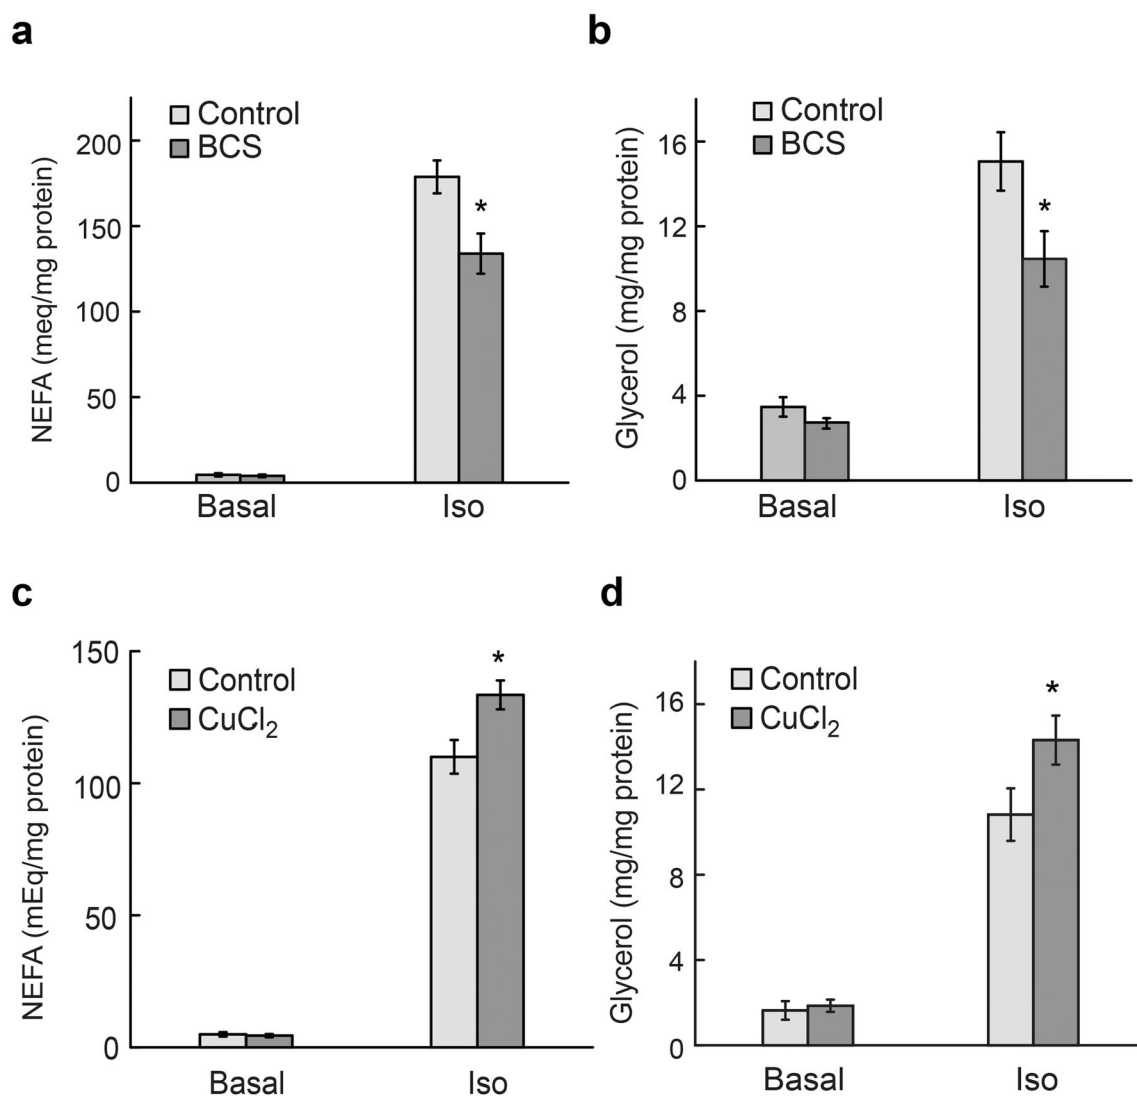 a
Control
BCS
NEFA (meq/mg protein)
200
150
100
50
0
*
Basal
Iso
b
Control
BCS
Glycerol (mg/mg protein)
16
12
8
4
0
*
Basal
Iso
c
Control
CuCl₂
NEFA (mEq/mg protein)
150
100
50
0
*
Basal
Iso
d
Control
CuCl₂
Glycerol (mg/mg protein)
16
12
8
4
0
*
Basal
Iso